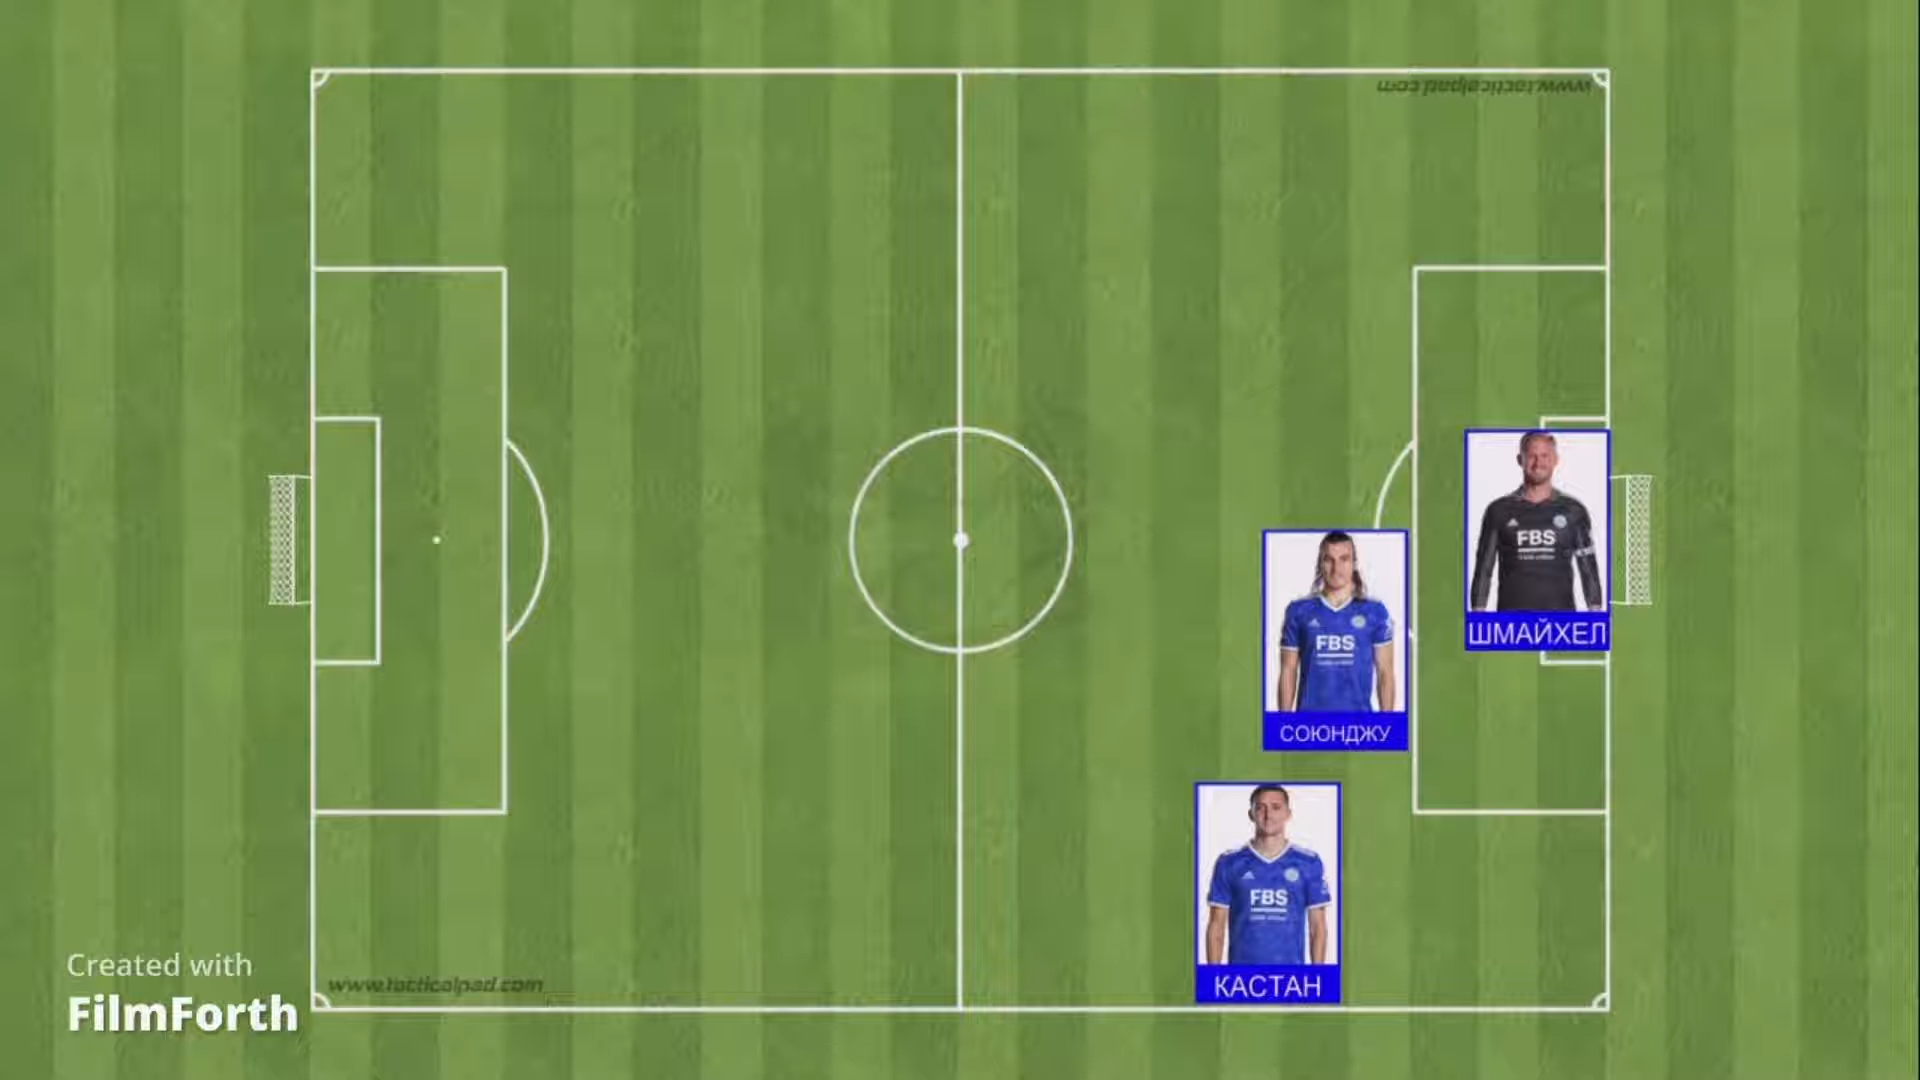 www.tacticalpad.com
FBS
ШМАЙХЕЛ
FBS
СОЮНДЖУ
FBS
КАСТАН
www.tacticalpad.com
Created with
FilmForth